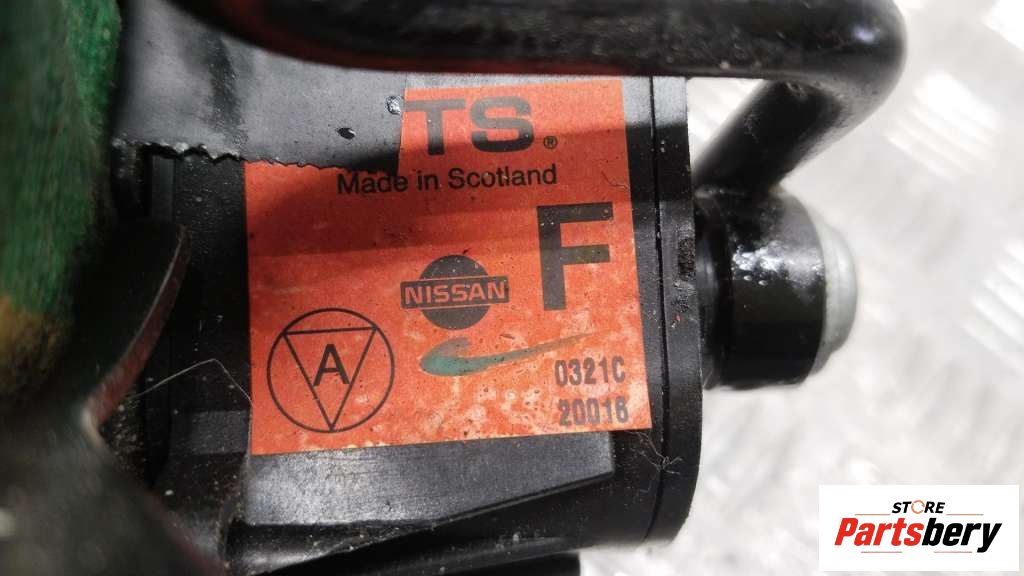 TS®
Made in Scotland
F
NISSAN
A
0321C
20016
STORE
Partsbery